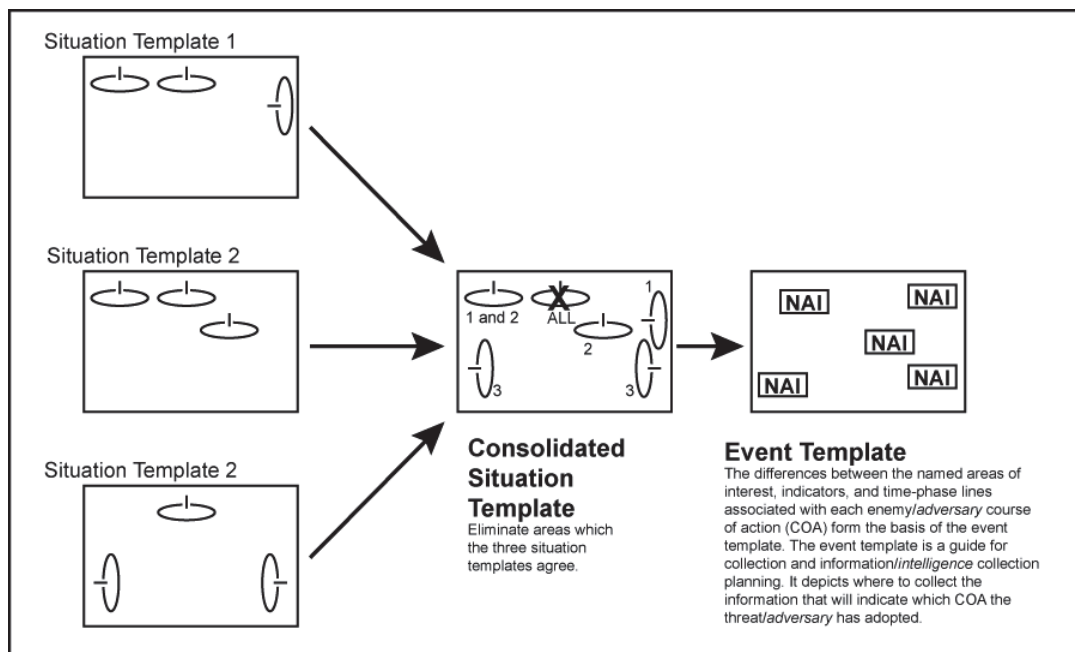 Situation Template 1
Situation Template 2
Situation Template 2
1 and 2
X
ALL
1
2
3
3
NAI
NAI
NAI
NAI
NAI
Consolidated
Situation
Template
Eliminate areas which
the three situation
templates agree.
Event Template
The differences between the named areas of
interest, indicators, and time-phase lines
associated with each enemy/adversary course
of action (COA) form the basis of the event
template. The event template is a guide for
collection and information/intelligence collection
planning. It depicts where to collect the
information that will indicate which COA the
threat/adversary has adopted.